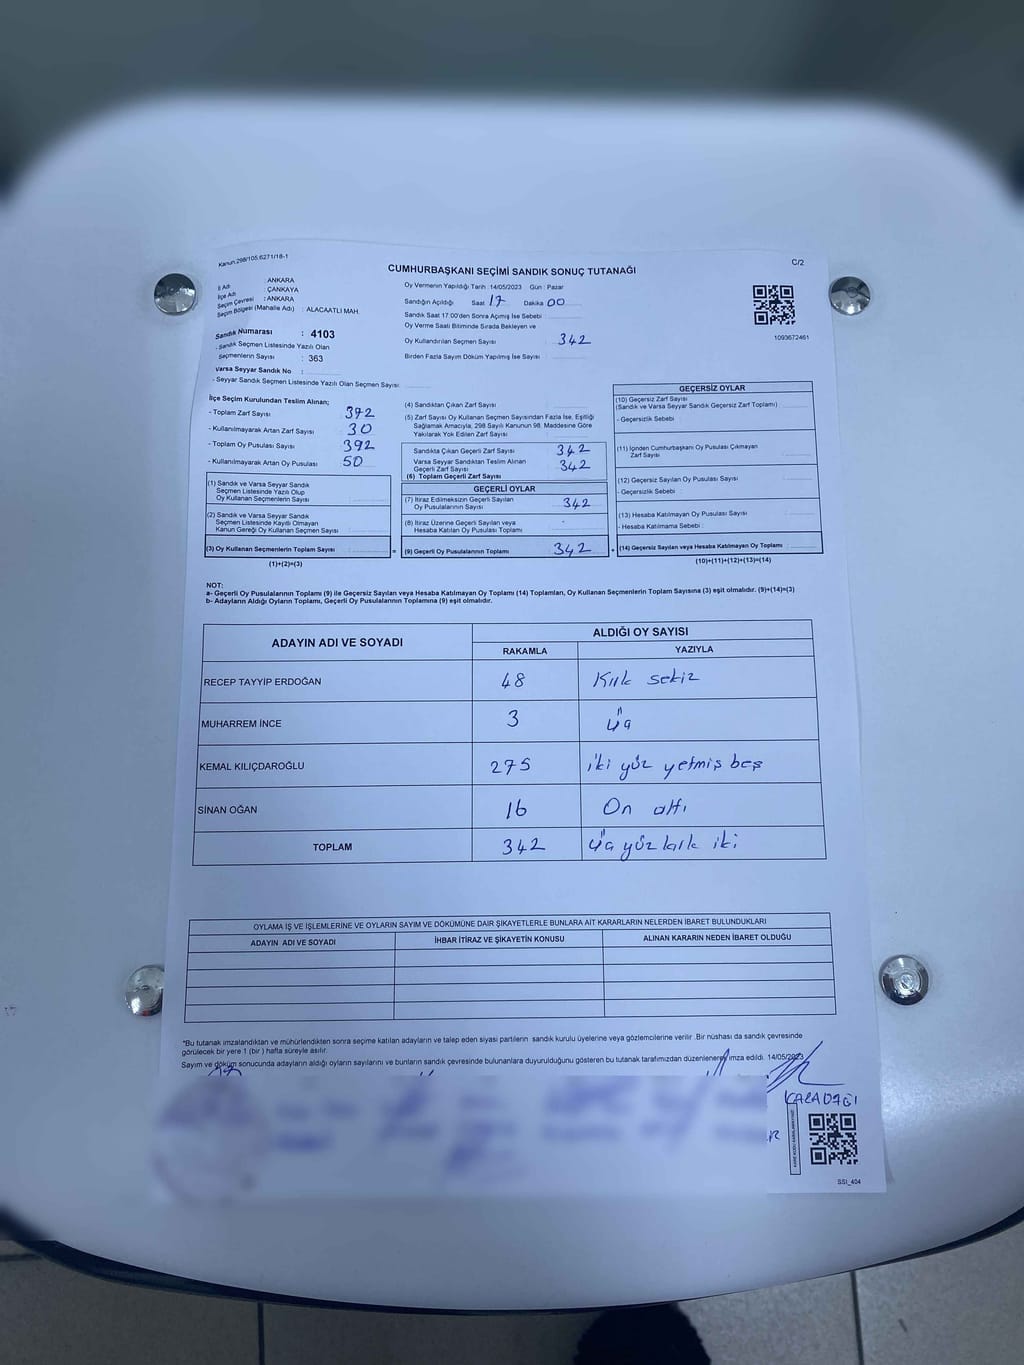 Kanun:298/105,6271/18-1
C/2
CUMHURBAŞKANI SEÇİMİ SANDIK SONUÇ TUTANAĞI
İl Adı : ANKARA
İlçe Adı : ÇANKAYA
Seçim Çevresi : ANKARA
Seçim Bölgesi (Mahalle Adı) : ALACAATLI MAH.
Sandık Numarası : 4103
- Sandık Seçmen Listesinde Yazılı Olan
Seçmenlerin Sayısı : 363
Varsa Seyyar Sandık No :
- Seyyar Sandık Seçmen Listesinde Yazılı Olan Seçmen Sayısı:
Oy Vermenin Yapıldığı Tarih : 14/05/2023 Gün : Pazar
Sandığın Açıldığı Saat 17 Dakika 00
Sandık Saat 17:00'den Sonra Açımış İse Sebebi :
Oy Verme Saati Bitiminde Sırada Bekleyen ve
Oy Kullandırılan Seçmen Sayısı : 342
Birden Fazla Sayım Döküm Yapılmış İse Sayısı :
1093672461
İlçe Seçim Kurulundan Teslim Alınan;
- Toplam Zarf Sayısı 372
- Kullanılmayarak Artan Zarf Sayısı 30
- Toplam Oy Pusulası Sayısı 392
- Kullanılmayarak Artan Oy Pusulası 50
(1) Sandık ve Varsa Seyyar Sandık
Seçmen Listesinde Yazılı Olup
Oy Kullanan Seçmenlerin Sayısı
(2) Sandık ve Varsa Seyyar Sandık
Seçmen Listesinde Kayıtlı Olmayan
Kanun Gereği Oy Kullanan Seçmen Sayısı
(3) Oy Kullanan Seçmenlerin Toplam Sayısı
(1)+(2)=(3)
(4) Sandıktan Çıkan Zarf Sayısı
(5) Zarf Sayısı Oy Kullanan Seçmen Sayısından Fazla İse, Eşitliği
Sağlamak Amacıyla, 298 Sayılı Kanunun 98. Maddesine Göre
Yakılarak Yok Edilen Zarf Sayısı
Sandıkta Çıkan Geçerli Zarf Sayısı 342
Varsa Seyyar Sandıktan Teslim Alınan
Geçerli Zarf Sayısı 342
(6) Toplam Geçerli Zarf Sayısı
GEÇERLİ OYLAR
(7) İtiraz Edilmeksizin Geçerli Sayılan
Oy Pusulalarının Sayısı 342
(8) İtiraz Üzerine Geçerli Sayılan veya
Hesaba Katılan Oy Pusulası Toplamı
= (9) Geçerli Oy Pusulalarının Toplamı 342 +
GEÇERSİZ OYLAR
(10) Geçersiz Zarf Sayısı
(Sandık ve Varsa Seyyar Sandık Geçersiz Zarf Toplamı)
- Geçersizlik Sebebi :
(11) İçinden Cumhurbaşkanı Oy Pusulası Çıkmayan
Zarf Sayısı
(12) Geçersiz Sayılan Oy Pusulası Sayısı
- Geçersizlik Sebebi :
(13) Hesaba Katılmayan Oy Pusulası Sayısı
- Hesaba Katılmama Sebebi :
(14) Geçersiz Sayılan veya Hesaba Katılmayan Oy Toplamı
(10)+(11)+(12)+(13)=(14)
NOT:
a- Geçerli Oy Pusulalarının Toplamı (9) ile Geçersiz Sayılan veya Hesaba Katılmayan Oy Toplamı (14) Toplamları, Oy Kullanan Seçmenlerin Toplam Sayısına (3) eşit olmalıdır. (9)+(14)=(3)
b- Adayların Aldığı Oyların Toplamı, Geçerli Oy Pusulalarının Toplamına (9) eşit olmalıdır.
ADAYIN ADI VE SOYADI ALDIĞI OY SAYISI
RAKAMLA YAZIYLA
RECEP TAYYİP ERDOĞAN 48 Kırk sekiz
MUHARREM İNCE 3 üç
KEMAL KILIÇDAROĞLU 275 iki yüz yetmiş beş
SİNAN OĞAN 16 On altı
TOPLAM 342 üç yüz kırk iki
OYLAMA İŞ VE İŞLEMLERİNE VE OYLARIN SAYIM VE DÖKÜMÜNE DAİR ŞİKAYETLERLE BUNLARA AİT KARARLARIN NELERDEN İBARET BULUNDUKLARI
ADAYIN ADI VE SOYADI İHBAR İTİRAZ VE ŞİKAYETİN KONUSU ALINAN KARARIN NEDEN İBARET OLDUĞU
*Bu tutanak imzalandıktan ve mühürlendikten sonra seçime katılan adayların ve talep eden siyasi partilerin sandık kurulu üyelerine veya gözlemcilerine verilir .Bir nüshası da sandık çevresinde
görülecek bir yere 1 (bir ) hafta süreyle asılır.
Sayım ve döküm sonucunda adayların aldığı oyların sayılarını ve bunların sandık çevresinde bulunanlara duyurulduğunu gösteren bu tutanak tarafımızdan düzenlenerek imza edildi. 14/05/2023
KARADAĞI
SSI_404